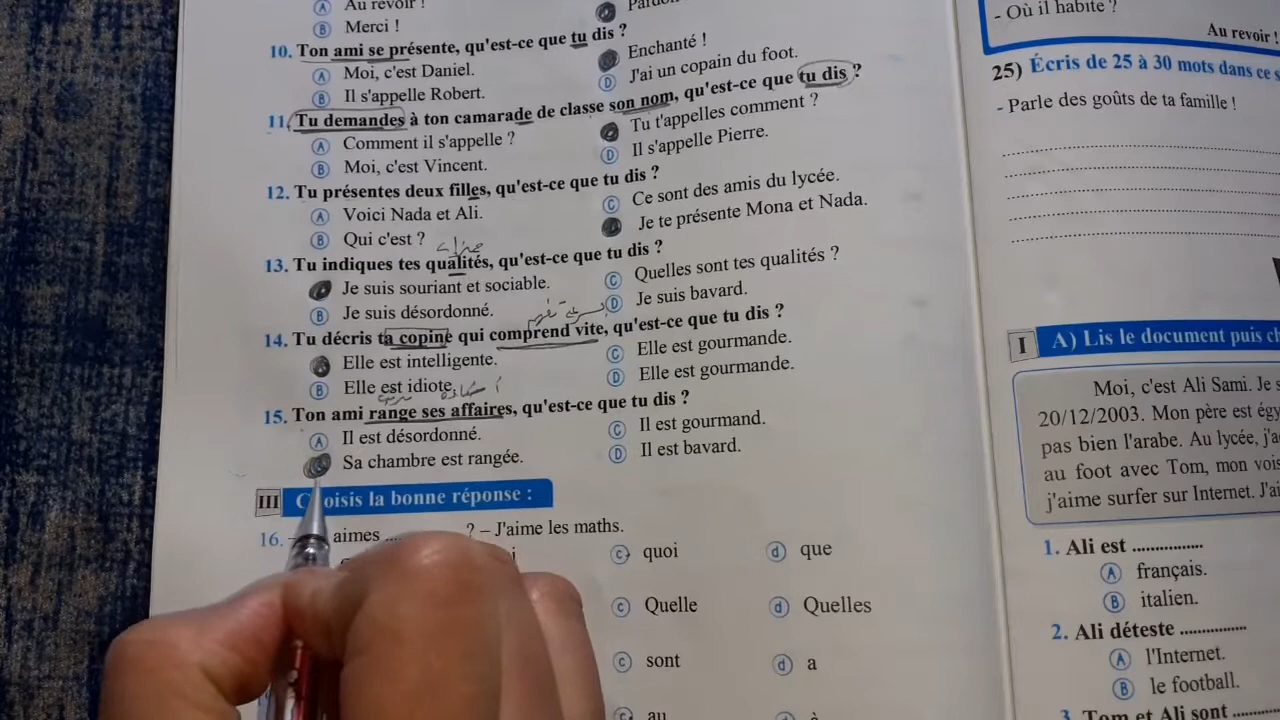 A Au revoir !
B Merci !
10. Ton ami se présente, qu'est-ce que tu dis ?
A Moi, c'est Daniel.
Enchanté !
B Il s'appelle Robert.
D J'ai un copain du foot.
11. Tu demandes à ton camarade de classe son nom, qu'est-ce que tu dis ?
A Comment il s'appelle ?
Tu t'appelles comment ?
B Moi, c'est Vincent.
D Il s'appelle Pierre.
12. Tu présentes deux filles, qu'est-ce que tu dis ?
A Voici Nada et Ali.
C Ce sont des amis du lycée.
B Qui c'est ?
Je te présente Mona et Nada.
13. Tu indiques tes qualités, qu'est-ce que tu dis ?
Je suis souriant et sociable.
C Quelles sont tes qualités ?
B Je suis désordonné.
D Je suis bavard.
14. Tu décris ta copine qui comprend vite, qu'est-ce que tu dis ?
Elle est intelligente.
C Elle est gourmande.
B Elle est idiote.
D Elle est gourmande.
15. Ton ami range ses affaires, qu'est-ce que tu dis ?
A Il est désordonné.
C Il est gourmand.
Sa chambre est rangée.
D Il est bavard.
III Choisis la bonne réponse :
16. aimes ? – J'aime les maths.
c quoi
d que
c Quelle
d Quelles
c sont
d a
c au
d à
- Où il habite ?
Au revoir !
25) Écris de 25 à 30 mots dans ce
- Parle des goûts de ta famille !
I A) Lis le document puis
Moi, c'est Ali Sami. Je
20/12/2003. Mon père est
pas bien l'arabe. Au lycée,
au foot avec Tom, mon
j'aime surfer sur Internet.
1. Ali est ...............
A français.
B italien.
2. Ali déteste ..............
A l'Internet.
B le football.
3. Tom et Ali sont